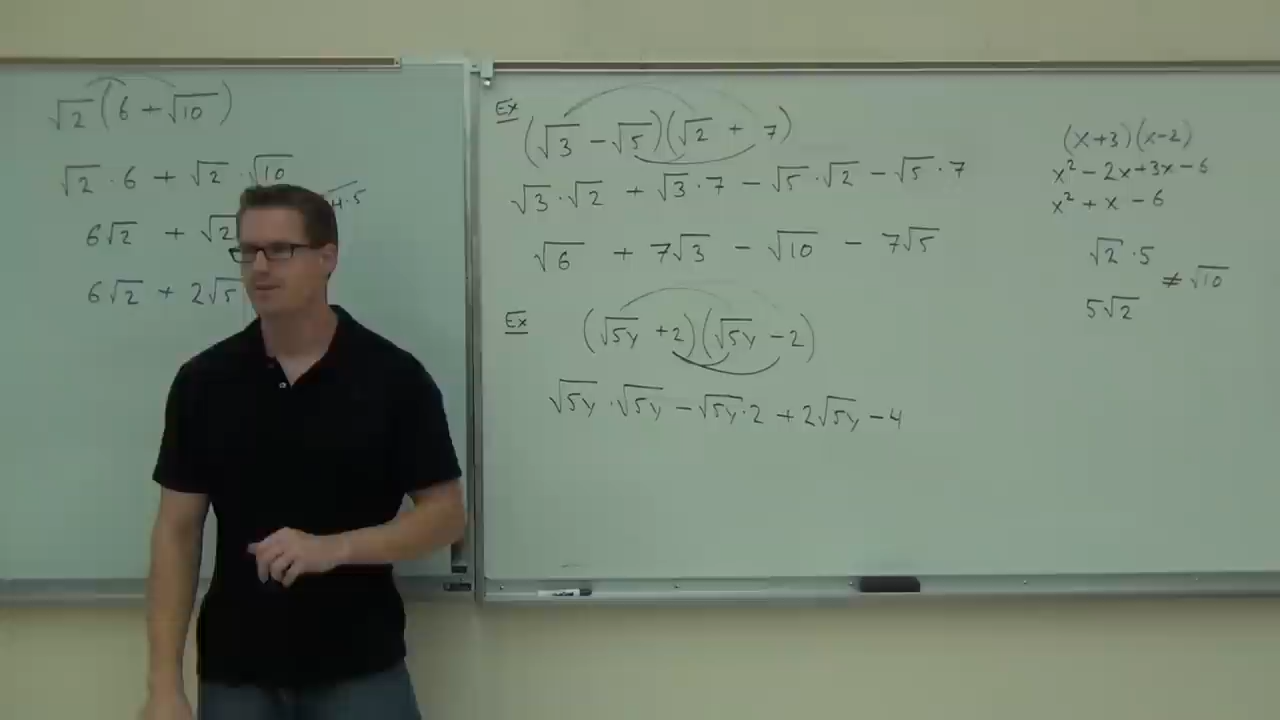 √2(6 + √10)
√2 · 6 + √2 · √10
4·5
6√2 + √2
6√2 + 2√5
Ex
(√3 − √5)(√2 + 7)
√3 · √2 + √3 · 7 − √5 · √2 − √5 · 7
√6 + 7√3 − √10 − 7√5
Ex
(√5y + 2)(√5y − 2)
√5y · √5y − √5y · 2 + 2√5y − 4
(x+3)(x−2)
x² − 2x + 3x − 6
x² + x − 6
√2 · 5
≠ √10
5√2